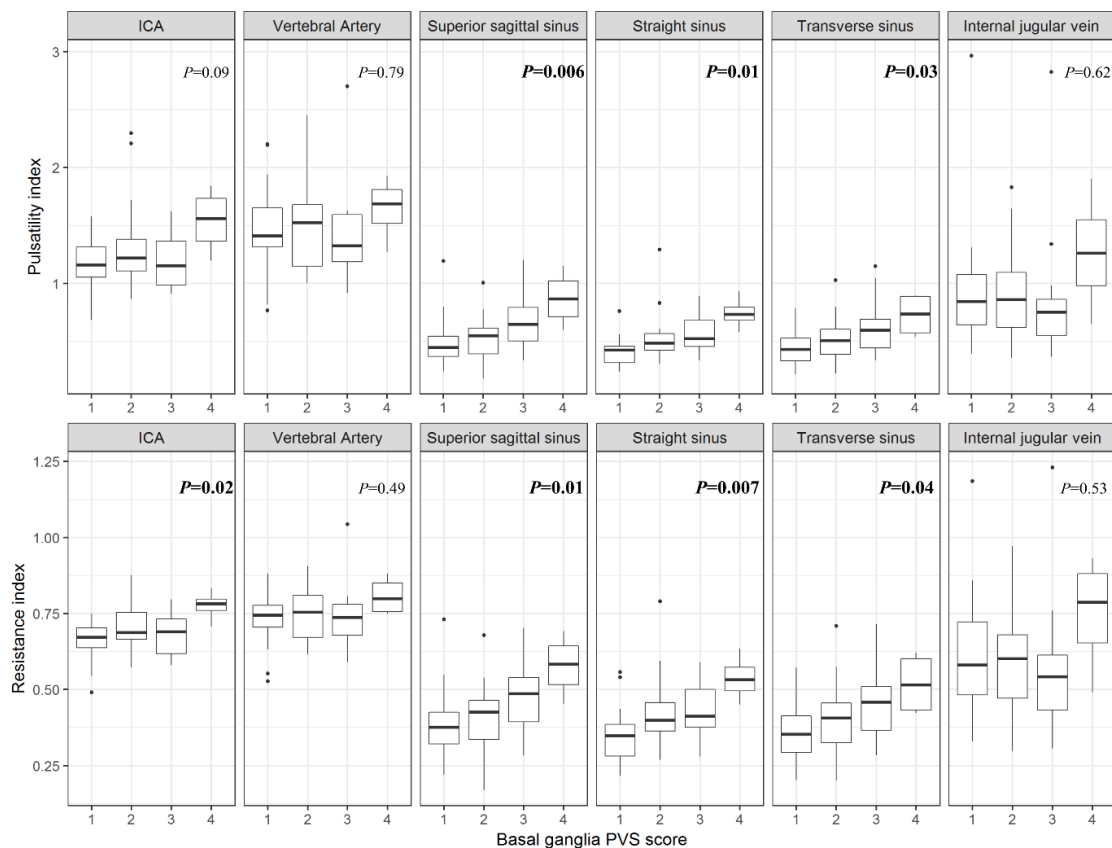 ICA Vertebral Artery Superior sagittal sinus Straight sinus Transverse sinus Internal jugular vein
P=0.09 P=0.79 P=0.006 P=0.01 P=0.03 P=0.62
Pulsatility index
3
2
1
1 2 3 4 1 2 3 4 1 2 3 4 1 2 3 4 1 2 3 4 1 2 3 4
ICA Vertebral Artery Superior sagittal sinus Straight sinus Transverse sinus Internal jugular vein
P=0.02 P=0.49 P=0.01 P=0.007 P=0.04 P=0.53
Resistance index
1.25
1.00
0.75
0.50
0.25
1 2 3 4 1 2 3 4 1 2 3 4 1 2 3 4 1 2 3 4 1 2 3 4
Basal ganglia PVS score